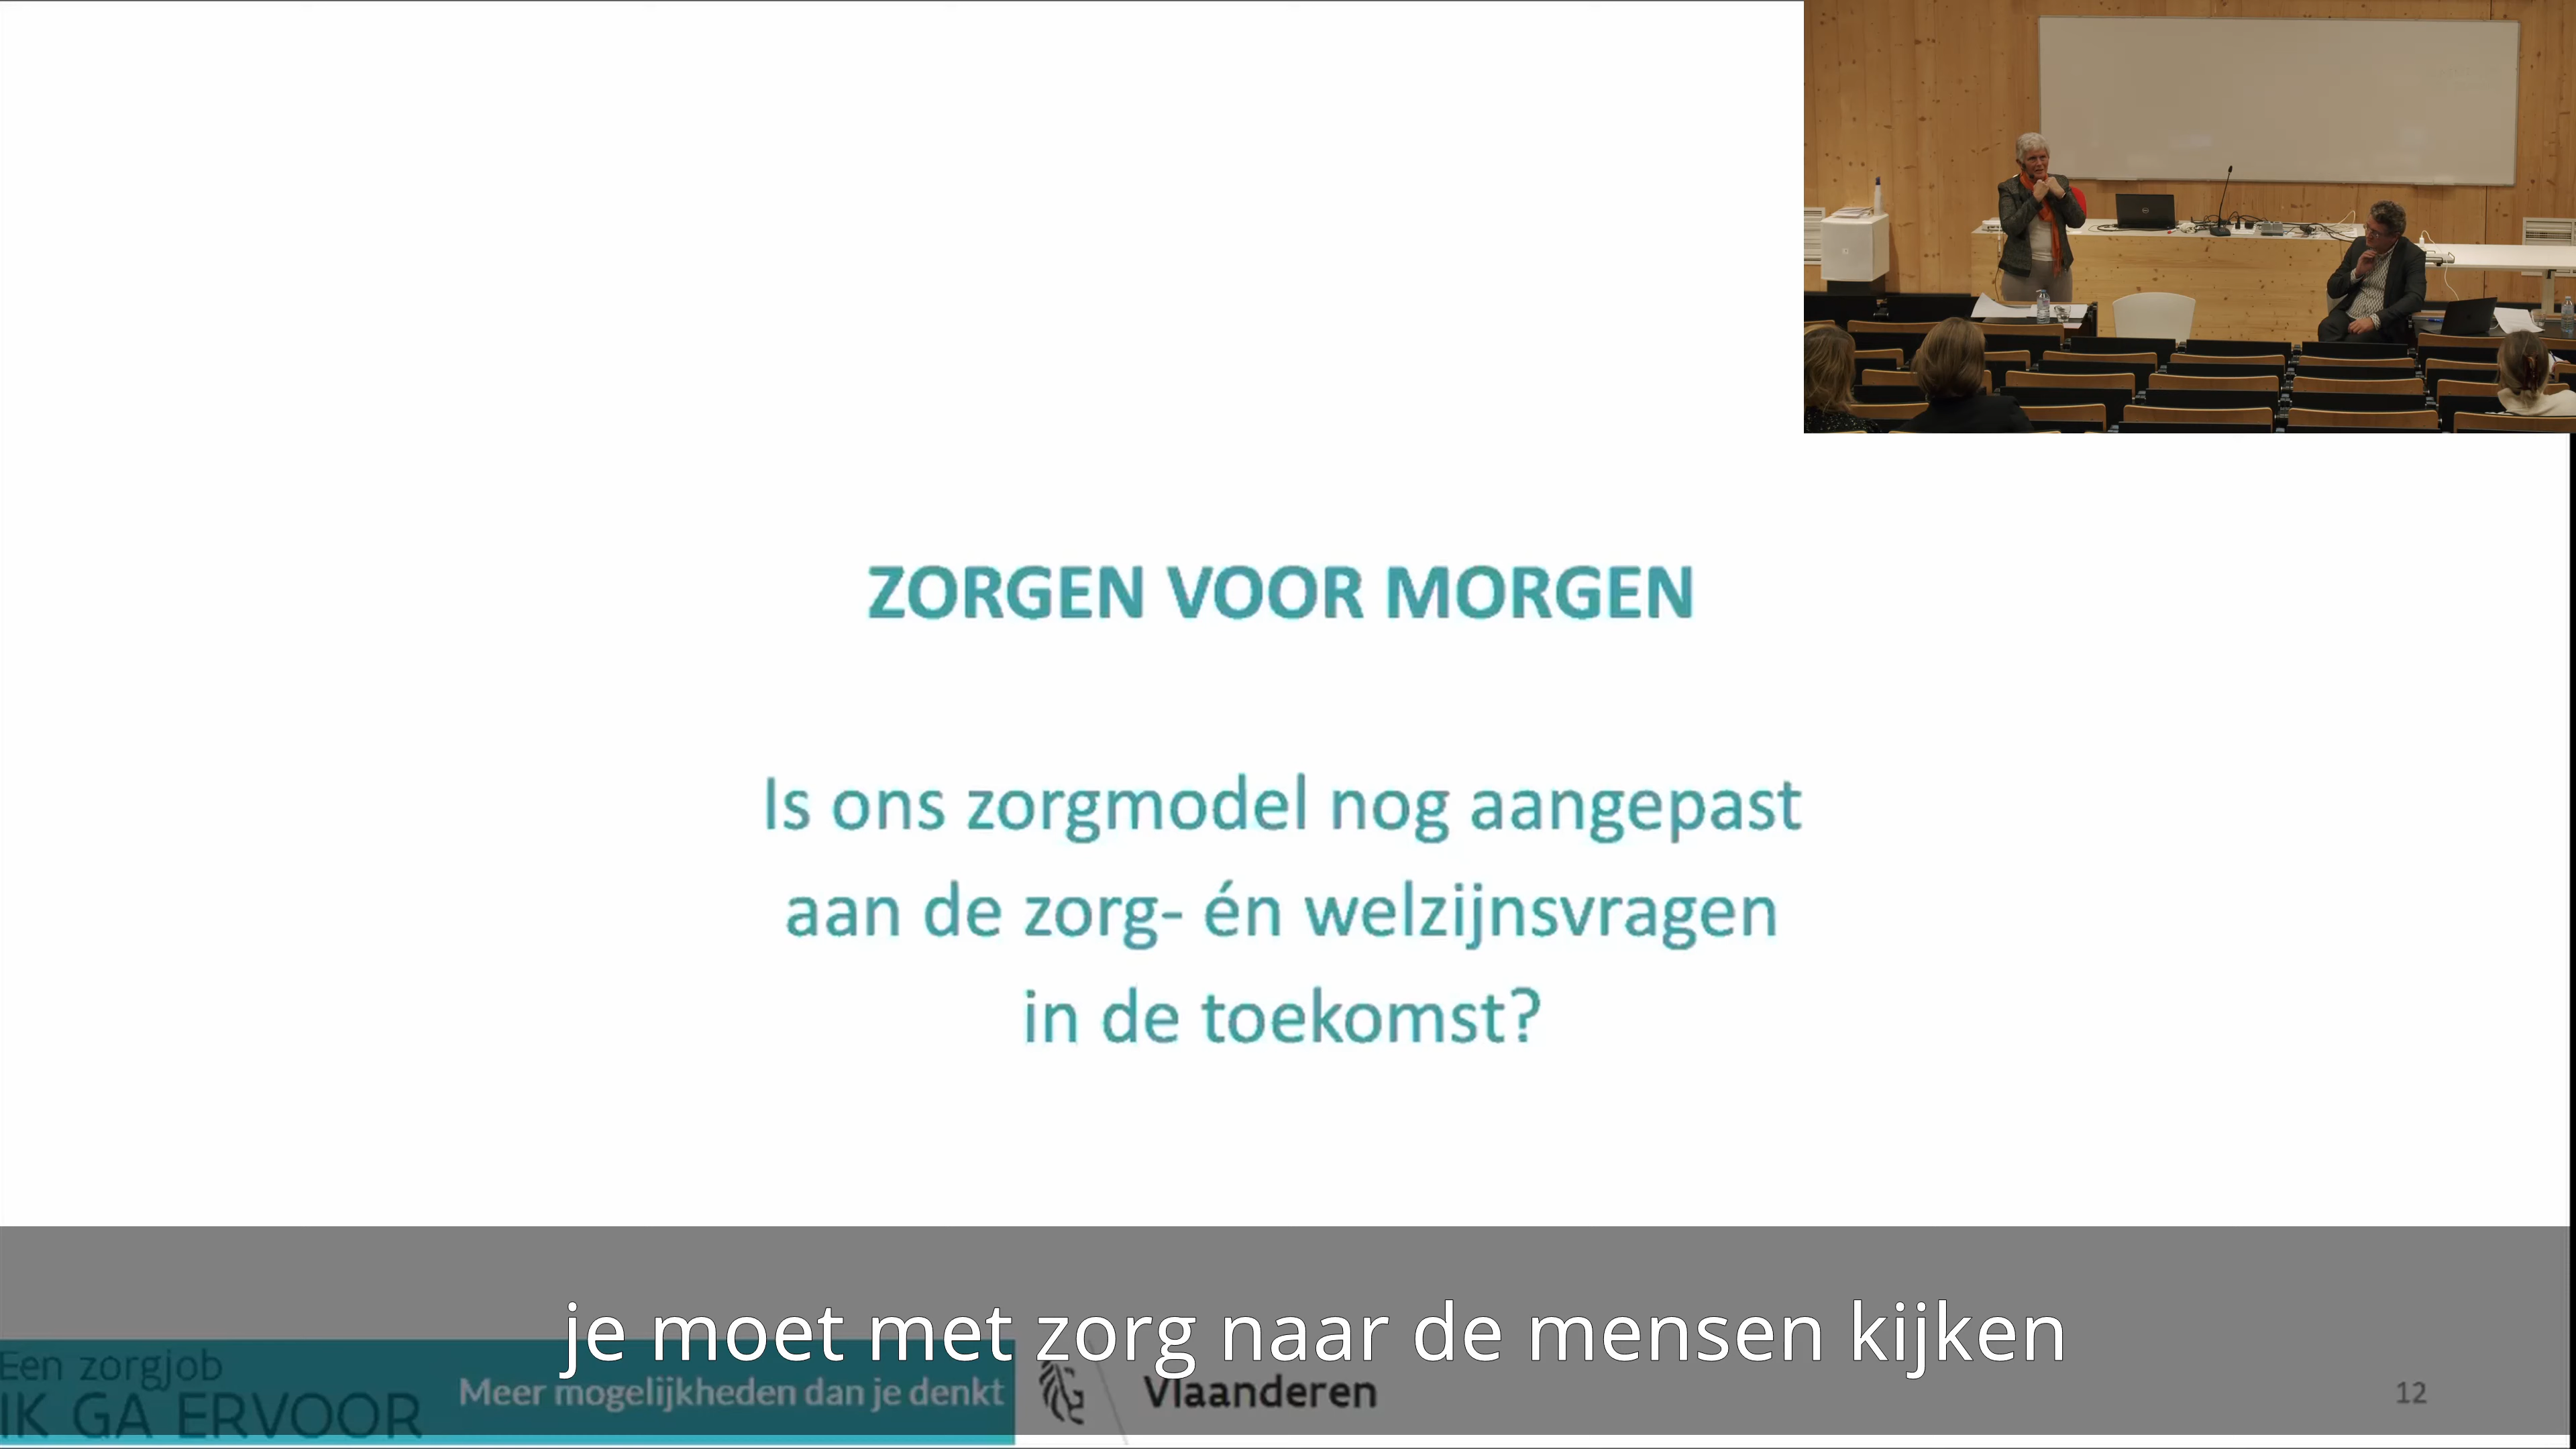 ZORGEN VOOR MORGEN
Is ons zorgmodel nog aangepast
aan de zorg- én welzijnsvragen
in de toekomst?
je moet met zorg naar de mensen kijken
Een zorgjob
IK GA ERVOOR
Meer mogelijkheden dan je denkt
Vlaanderen
12